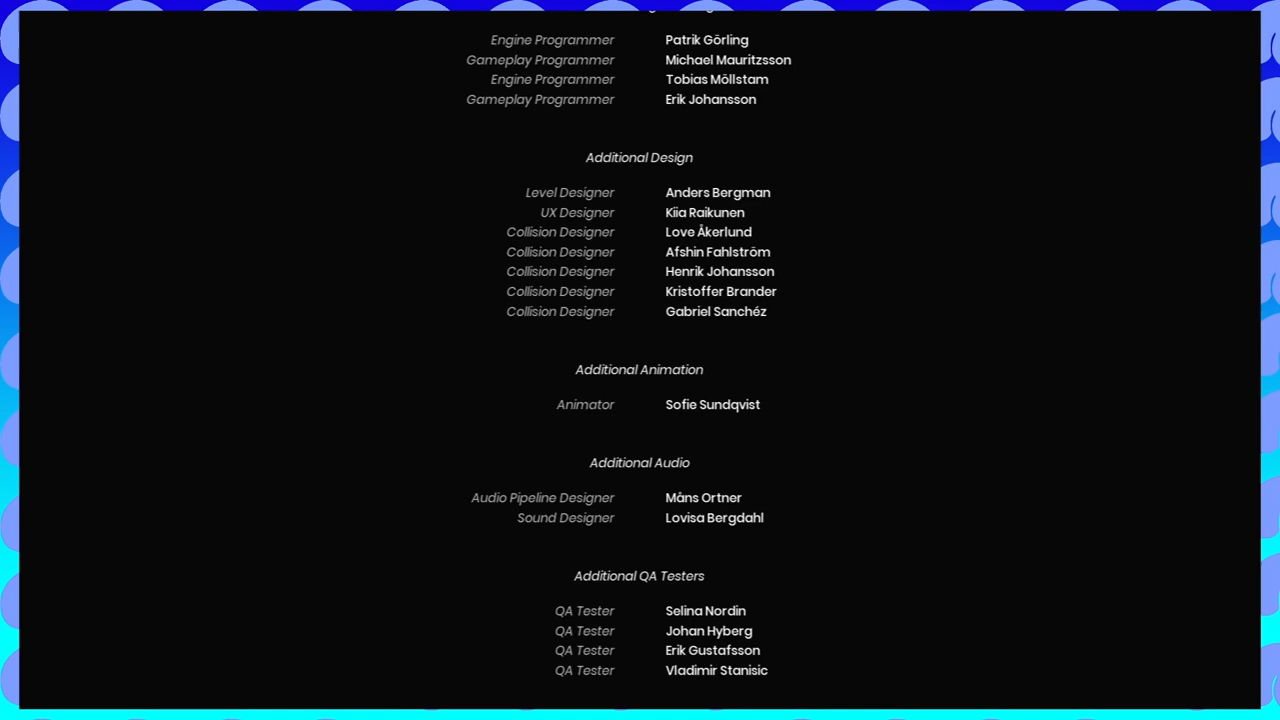 Engine Programmer Patrik Görling
Gameplay Programmer Michael Mauritzsson
Engine Programmer Tobias Möllstam
Gameplay Programmer Erik Johansson
Additional Design
Level Designer Anders Bergman
UX Designer Kiia Raikunen
Collision Designer Love Åkerlund
Collision Designer Afshin Fahlström
Collision Designer Henrik Johansson
Collision Designer Kristoffer Brander
Collision Designer Gabriel Sanchéz
Additional Animation
Animator Sofie Sundqvist
Additional Audio
Audio Pipeline Designer Måns Ortner
Sound Designer Lovisa Bergdahl
Additional QA Testers
QA Tester Selina Nordin
QA Tester Johan Hyberg
QA Tester Erik Gustafsson
QA Tester Vladimir Stanisic